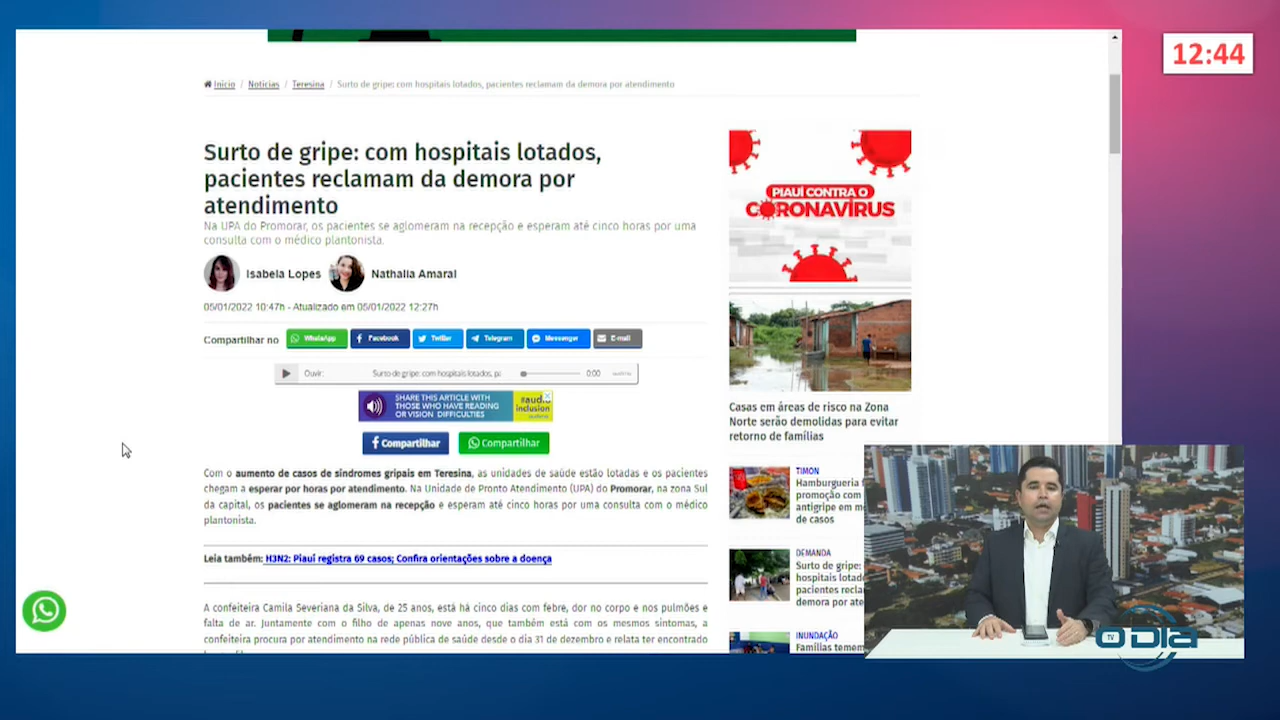 12:44
Início / Notícias / Teresina / Surto de gripe: com hospitais lotados, pacientes reclamam da demora por atendimento
Surto de gripe: com hospitais lotados,
pacientes reclamam da demora por
atendimento
Na UPA do Promorar, os pacientes se aglomeram na recepção e esperam até cinco horas por uma
consulta com o médico plantonista.
Isabela Lopes Nathalia Amaral
05/01/2022 10:47h - Atualizado em 05/01/2022 12:27h
Compartilhar no WhatsApp Facebook Twitter Telegram Messenger E-mail
Ouvir: Surto de gripe: com hospitais lotados, pa 0:00
SHARE THIS ARTICLE WITH
THOSE WHO HAVE READING
OR VISION DIFFICULTIES
#audio
inclusion
Compartilhar Compartilhar
Com o aumento de casos de síndromes gripais em Teresina, as unidades de saúde estão lotadas e os pacientes
chegam a esperar por horas por atendimento. Na Unidade de Pronto Atendimento (UPA) do Promorar, na zona Sul
da capital, os pacientes se aglomeram na recepção e esperam até cinco horas por uma consulta com o médico
plantonista.
Leia também: H3N2: Piauí registra 69 casos; Confira orientações sobre a doença
A confeiteira Camila Severiana da Silva, de 25 anos, está há cinco dias com febre, dor no corpo e nos pulmões e
falta de ar. Juntamente com o filho de apenas nove anos, que também está com os mesmos sintomas, a
confeiteira procura por atendimento na rede pública de saúde desde o dia 31 de dezembro e relata ter encontrado
PIAUÍ CONTRA O
CORONAVÍRUS
Casas em áreas de risco na Zona
Norte serão demolidas para evitar
retorno de famílias
TIMON
Hamburgueria
promoção com
antigripe em me
de casos
DEMANDA
Surto de gripe:
hospitais lotado
pacientes recla
demora por ate
INUNDAÇÃO
Famílias temem
TV O DIA